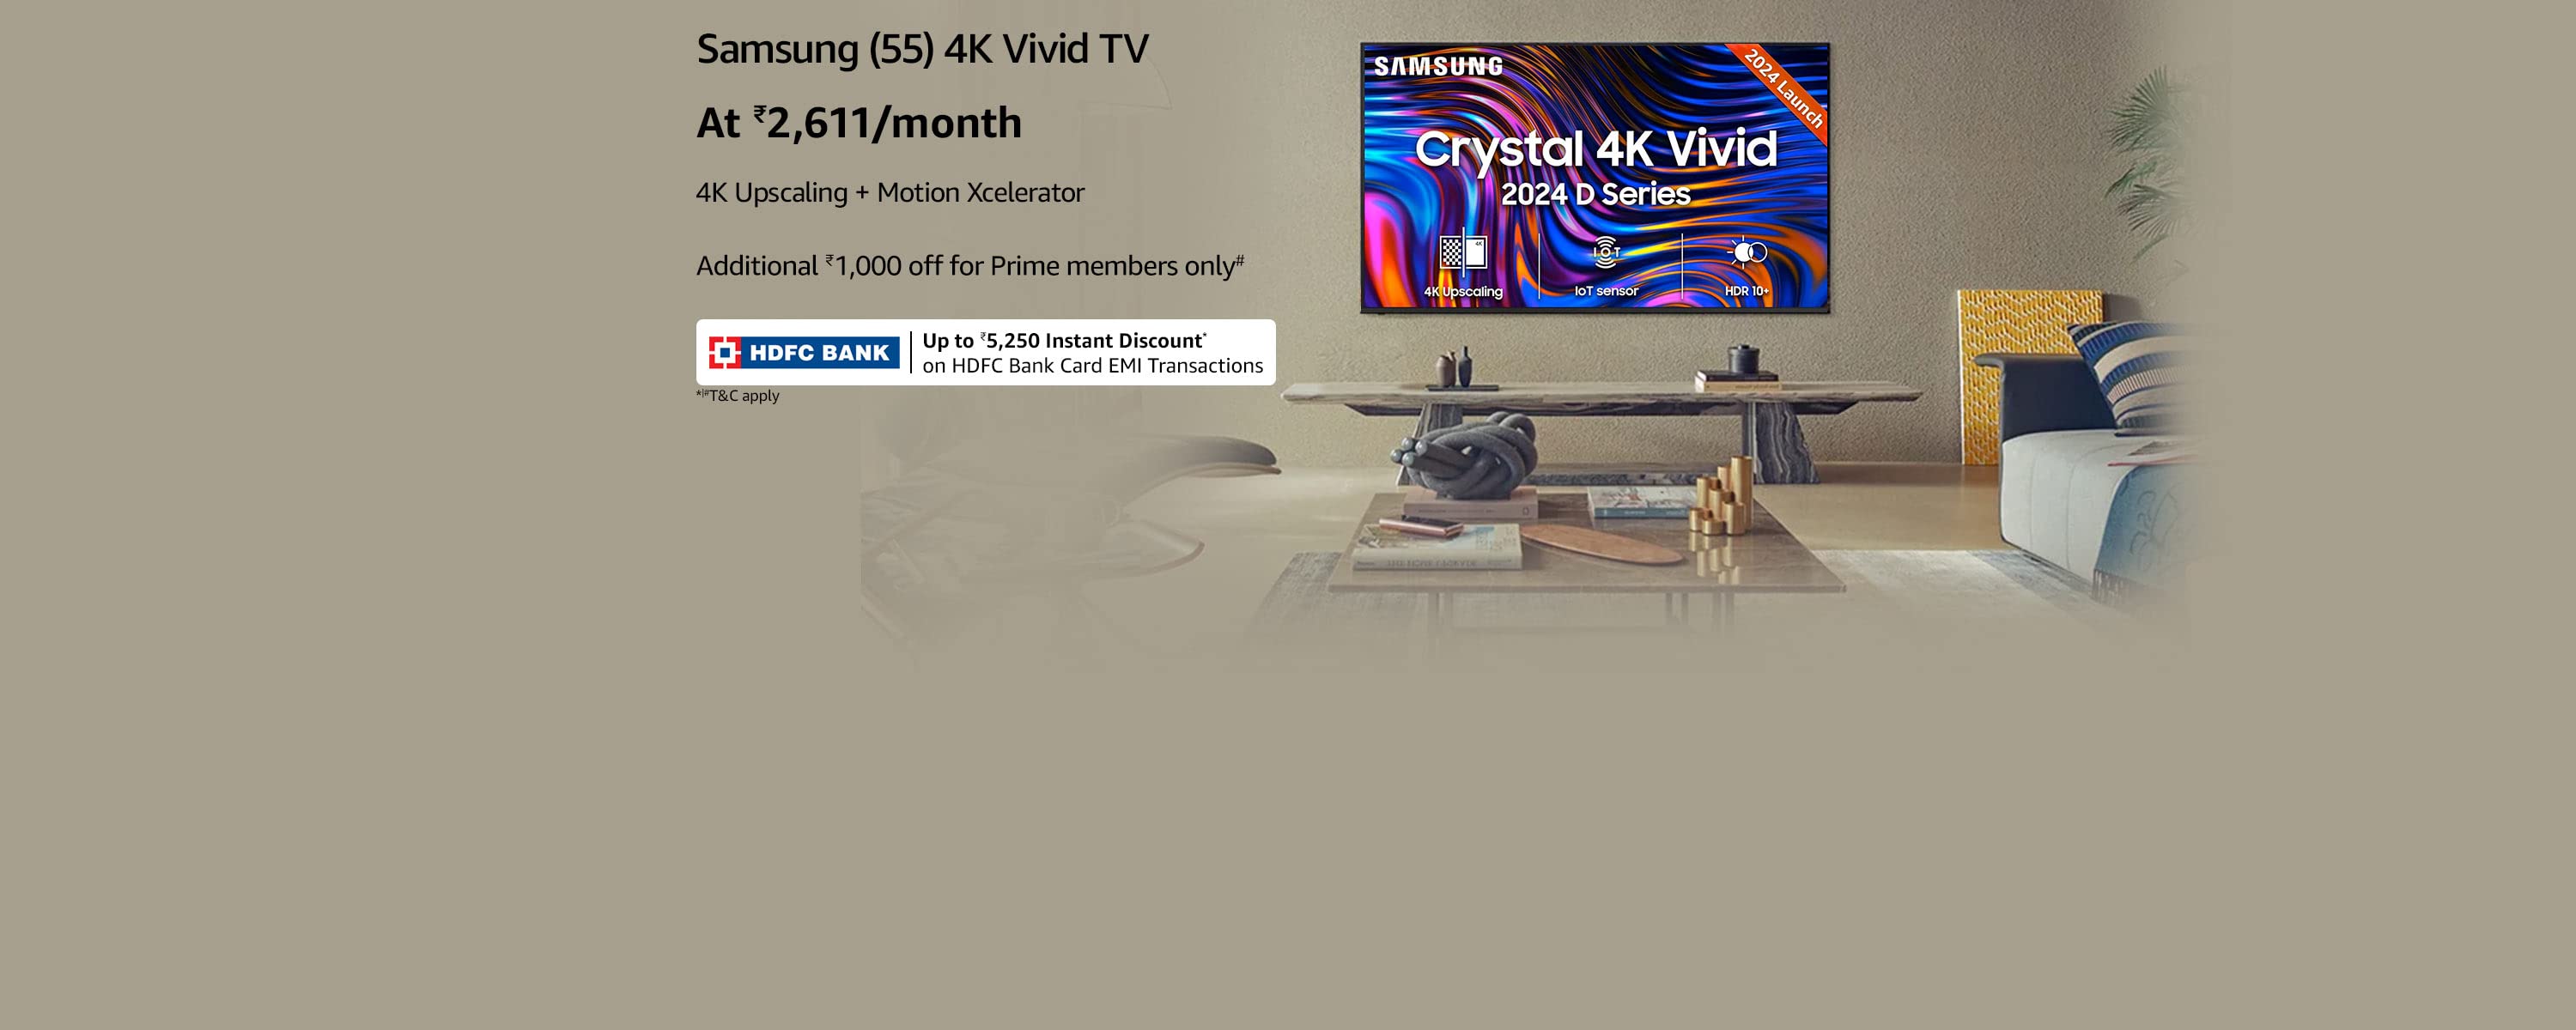 Samsung (55) 4K Vivid TV
At ₹2,611/month
4K Upscaling + Motion Xcelerator
Additional ₹1,000 off for Prime members only#
HDFC BANK
Up to ₹5,250 Instant Discount*
on HDFC Bank Card EMI Transactions
*|#T&C apply
SAMSUNG
2024 Launch
Crystal 4K Vivid
2024 D Series
4K
IOT
4K Upscaling
IoT sensor
HDR 10+